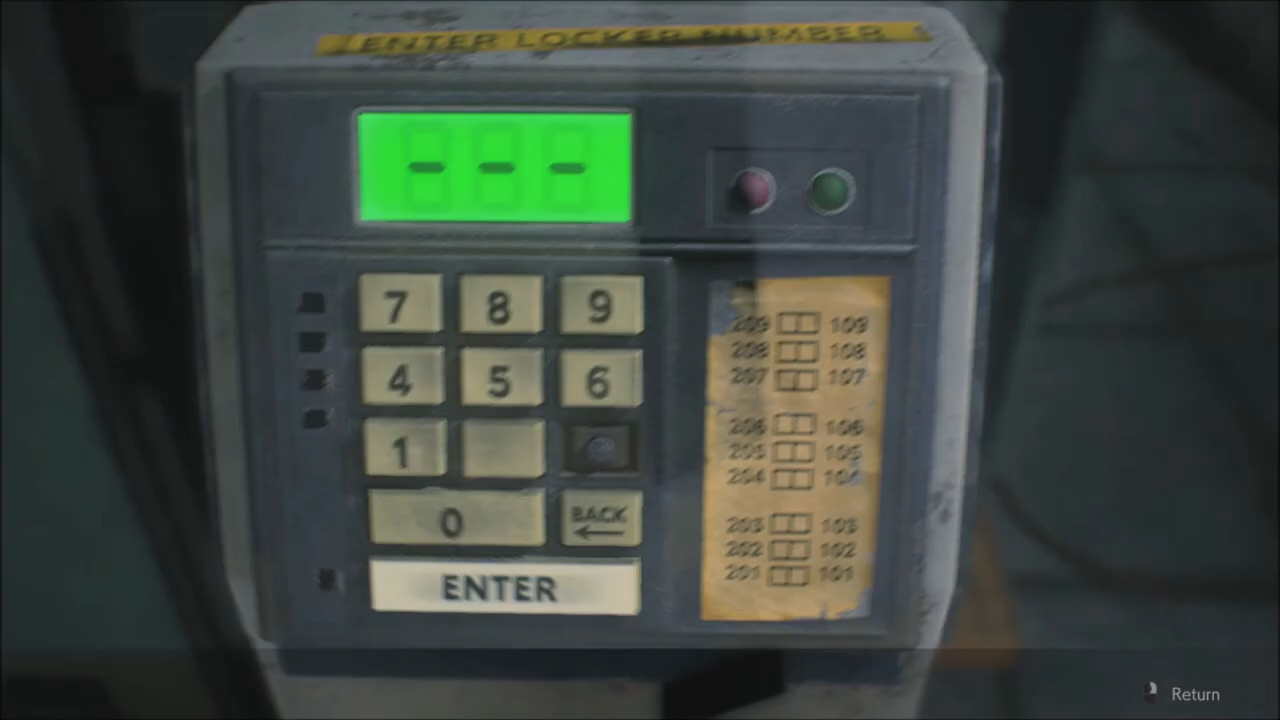 ENTER LOCKER NUMBER
- - -
7 8 9
4 5 6
1
0 BACK
ENTER
209 109
208 108
207 107
206 106
205 105
204 104
203 103
202 102
201 101
Return